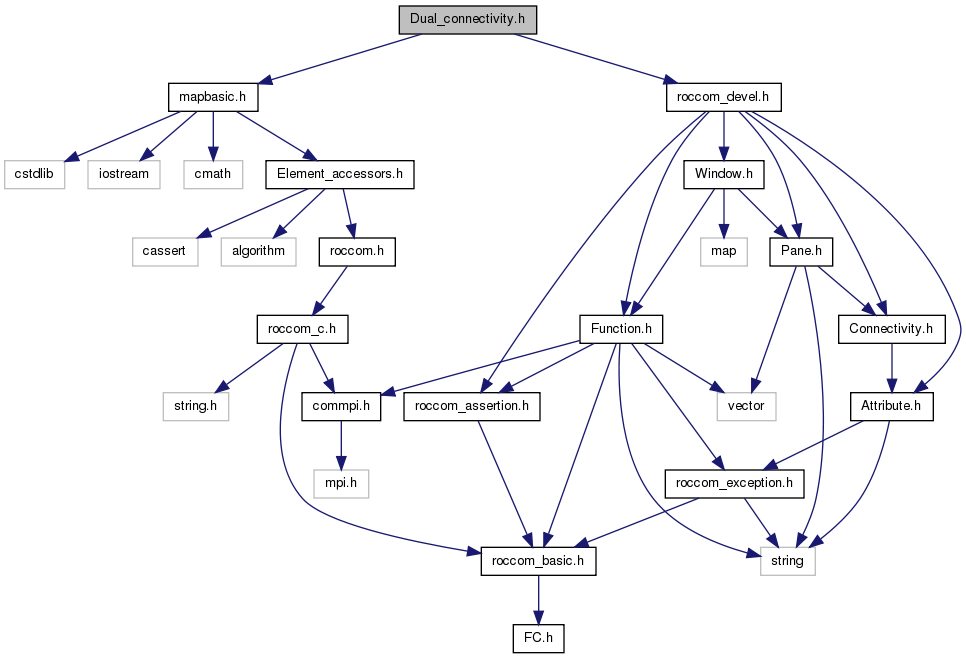 Dual_connectivity.h
mapbasic.h
roccom_devel.h
cstdlib
iostream
cmath
Element_accessors.h
Window.h
cassert
algorithm
roccom.h
map
Pane.h
roccom_c.h
Function.h
Connectivity.h
string.h
commpi.h
roccom_assertion.h
vector
Attribute.h
mpi.h
roccom_exception.h
roccom_basic.h
string
FC.h